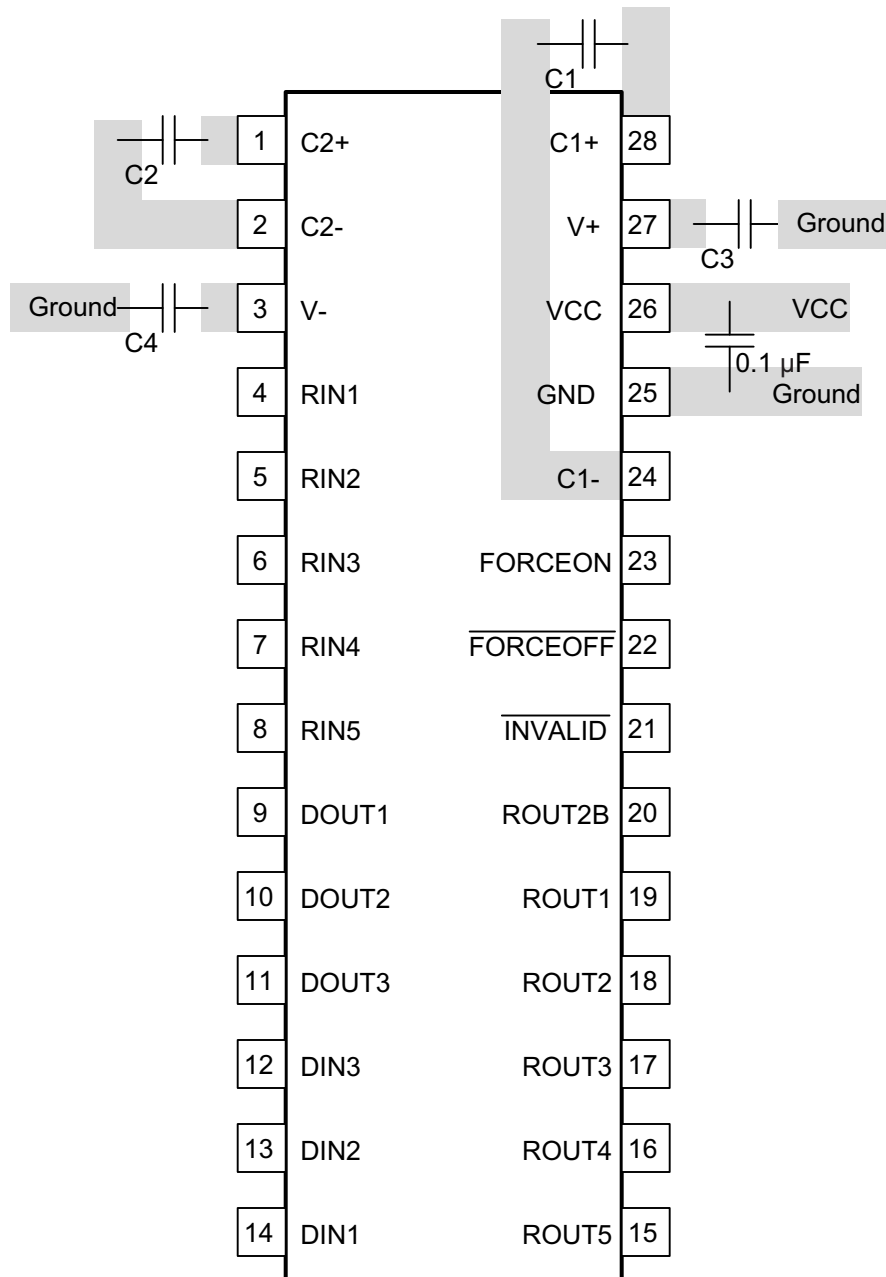 C1
1 C2+ C1+ 28
C2
2 C2- V+ 27 Ground
C3
Ground 3 V- VCC 26 VCC
C4
0.1 µF
4 RIN1 GND 25 Ground
5 RIN2 C1- 24
6 RIN3 FORCEON 23
7 RIN4 FORCEOFF 22
8 RIN5 INVALID 21
9 DOUT1 ROUT2B 20
10 DOUT2 ROUT1 19
11 DOUT3 ROUT2 18
12 DIN3 ROUT3 17
13 DIN2 ROUT4 16
14 DIN1 ROUT5 15